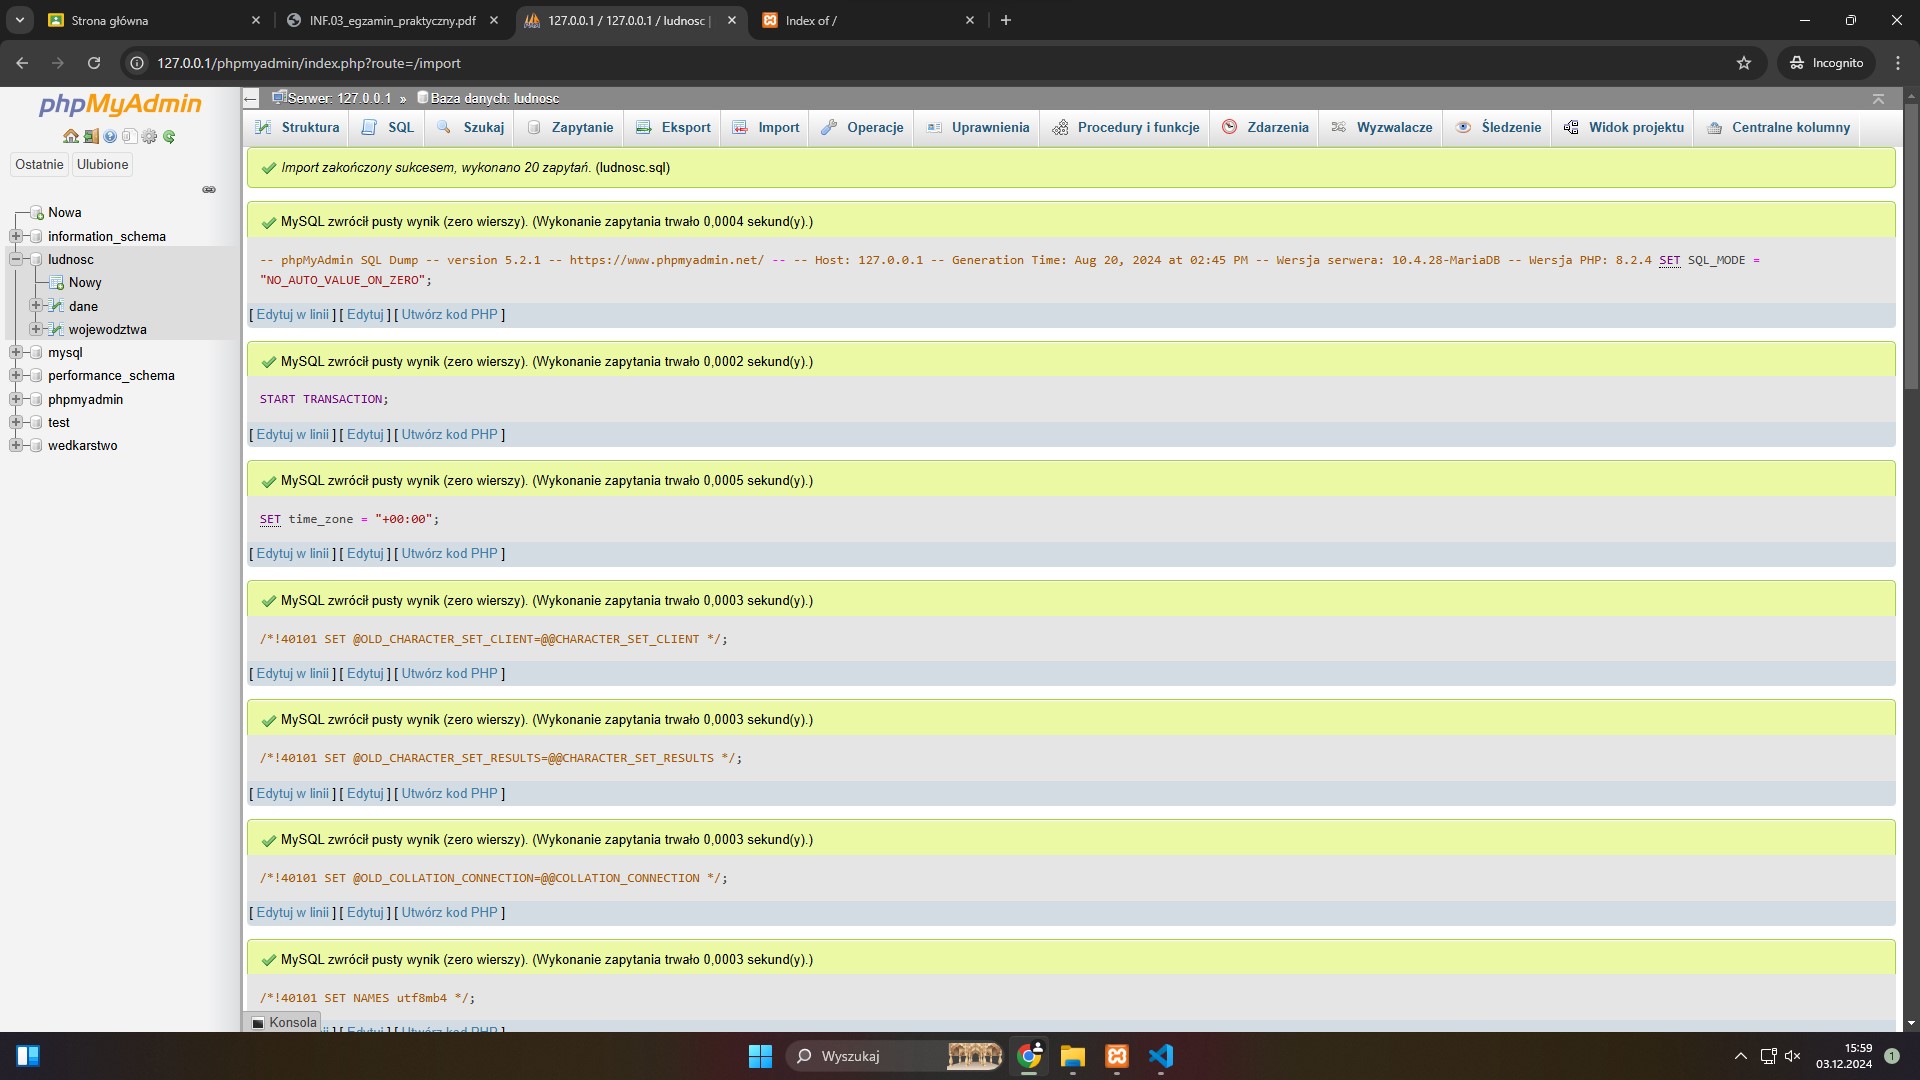 Strona główna
INF.03_egzamin_praktyczny.pdf
127.0.0.1 / 127.0.0.1 / ludnosc |
Index of /
127.0.0.1/phpmyadmin/index.php?route=/import
Incognito
phpMyAdmin
Ostatnie
Ulubione
Nowa
information_schema
ludnosc
Nowy
dane
wojewodztwa
mysql
performance_schema
phpmyadmin
test
wedkarstwo
Serwer: 127.0.0.1 » Baza danych: ludnosc
Struktura
SQL
Szukaj
Zapytanie
Eksport
Import
Operacje
Uprawnienia
Procedury i funkcje
Zdarzenia
Wyzwalacze
Śledzenie
Widok projektu
Centralne kolumny
Import zakończony sukcesem, wykonano 20 zapytań. (ludnosc.sql)
MySQL zwrócił pusty wynik (zero wierszy). (Wykonanie zapytania trwało 0,0004 sekund(y).)
-- phpMyAdmin SQL Dump -- version 5.2.1 -- https://www.phpmyadmin.net/ -- -- Host: 127.0.0.1 -- Generation Time: Aug 20, 2024 at 02:45 PM -- Wersja serwera: 10.4.28-MariaDB -- Wersja PHP: 8.2.4 SET SQL_MODE =
"NO_AUTO_VALUE_ON_ZERO";
[ Edytuj w linii ] [ Edytuj ] [ Utwórz kod PHP ]
MySQL zwrócił pusty wynik (zero wierszy). (Wykonanie zapytania trwało 0,0002 sekund(y).)
START TRANSACTION;
[ Edytuj w linii ] [ Edytuj ] [ Utwórz kod PHP ]
MySQL zwrócił pusty wynik (zero wierszy). (Wykonanie zapytania trwało 0,0005 sekund(y).)
SET time_zone = "+00:00";
[ Edytuj w linii ] [ Edytuj ] [ Utwórz kod PHP ]
MySQL zwrócił pusty wynik (zero wierszy). (Wykonanie zapytania trwało 0,0003 sekund(y).)
/*!40101 SET @OLD_CHARACTER_SET_CLIENT=@@CHARACTER_SET_CLIENT */;
[ Edytuj w linii ] [ Edytuj ] [ Utwórz kod PHP ]
MySQL zwrócił pusty wynik (zero wierszy). (Wykonanie zapytania trwało 0,0003 sekund(y).)
/*!40101 SET @OLD_CHARACTER_SET_RESULTS=@@CHARACTER_SET_RESULTS */;
[ Edytuj w linii ] [ Edytuj ] [ Utwórz kod PHP ]
MySQL zwrócił pusty wynik (zero wierszy). (Wykonanie zapytania trwało 0,0003 sekund(y).)
/*!40101 SET @OLD_COLLATION_CONNECTION=@@COLLATION_CONNECTION */;
[ Edytuj w linii ] [ Edytuj ] [ Utwórz kod PHP ]
MySQL zwrócił pusty wynik (zero wierszy). (Wykonanie zapytania trwało 0,0003 sekund(y).)
/*!40101 SET NAMES utf8mb4 */;
Konsola
] [ Edytuj ] [ Utwórz kod PHP ]
Wyszukaj
15:59
03.12.2024
1